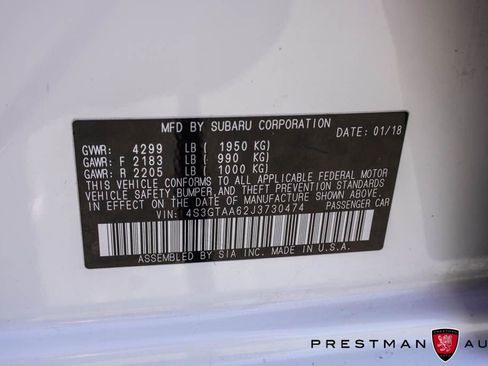 MFD BY SUBARU CORPORATION
DATE: 01/18
GVWR: 4299 LB ( 1950 KG)
GAWR: F 2183 LB ( 990 KG)
GAWR: R 2205 LB ( 1000 KG)
THIS VEHICLE CONFORMS TO ALL APPLICABLE FEDERAL MOTOR
VEHICLE SAFETY, BUMPER, AND THEFT PREVENTION STANDARDS
IN EFFECT ON THE DATE OF MANUFACTURE SHOWN ABOVE.
VIN: 4S3GTAA62J3730474 PASSENGER CAR
ASSEMBLED BY SIA INC. MADE IN U.S.A.
PRESTMAN AU